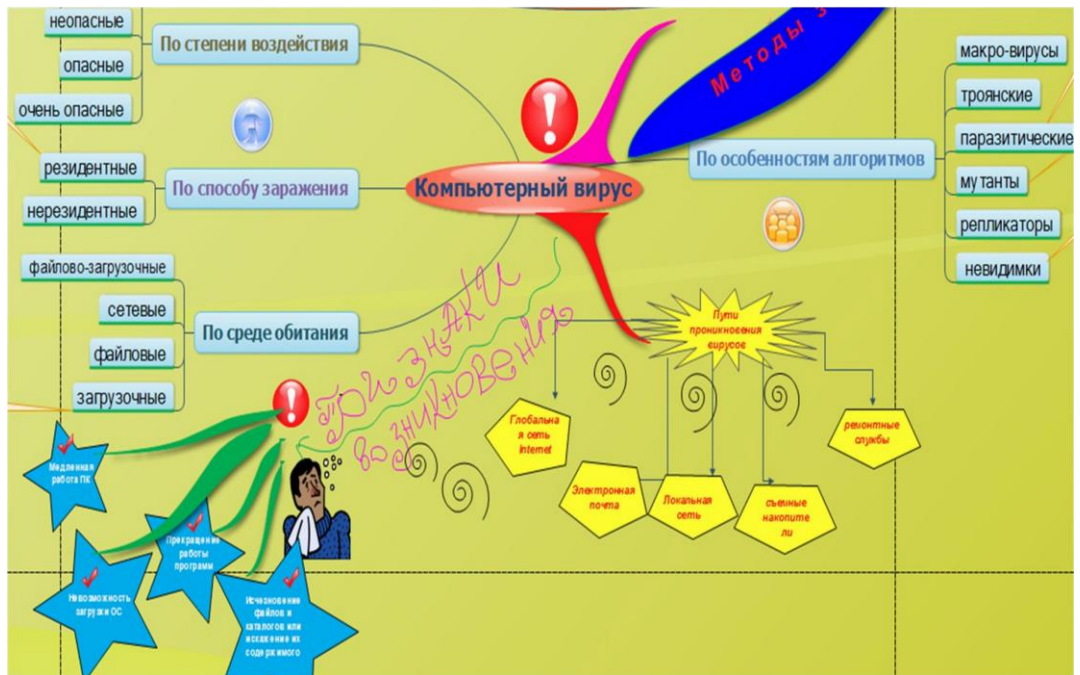 неопасные
опасные
очень опасные
По степени воздействия
резидентные
нерезидентные
По способу заражения
файлово-загрузочные
сетевые
файловые
загрузочные
По среде обитания
Компьютерный вирус
Методы
По особенностям алгоритмов
макро-вирусы
троянские
паразитические
мутанты
репликаторы
невидимки
ПРИЗНАКИ
ВОЗНИКНОВЕНИЯ
Пути
проникновения
вирусов
Глобальна
я сеть
Internet
Электронная
почта
Локальная
сеть
съемные
накопите
ли
ремонтные
службы
Медленная
работа ПК
Прекращение
работы
программ
Невозможность
загрузки ОС
Исчезновение
файлов и
каталогов или
искажение их
содержимого